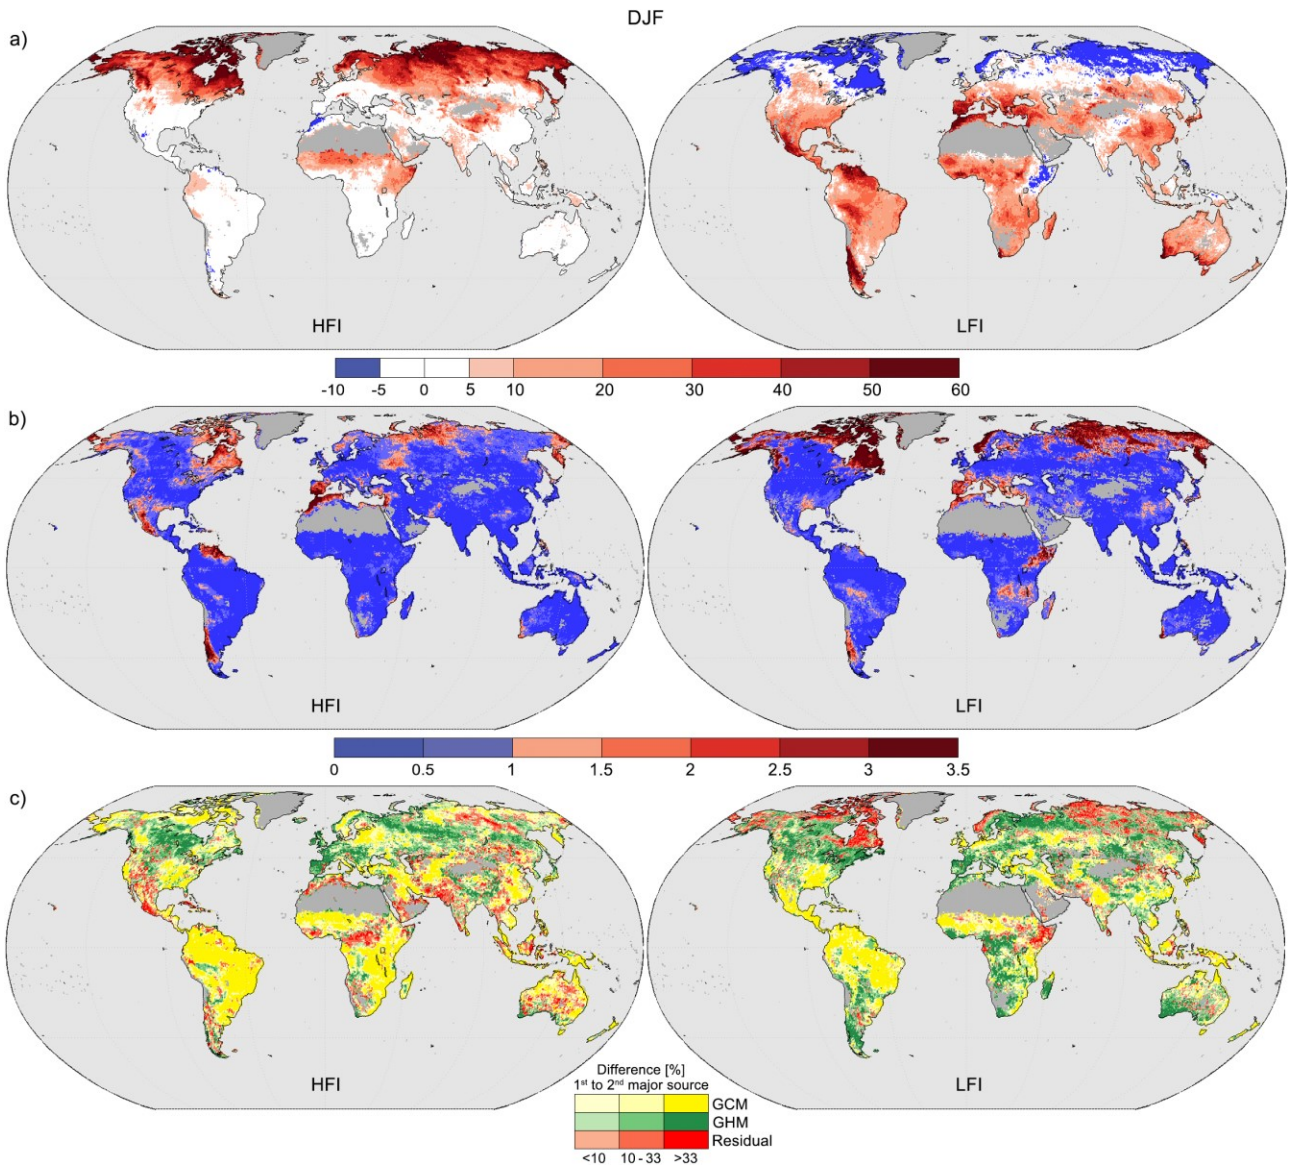 DJF
a)
HFI LFI
-10 -5 0 5 10 20 30 40 50 60
b)
HFI LFI
0 0.5 1 1.5 2 2.5 3 3.5
c)
HFI LFI
Difference [%]
1st to 2nd major source
GCM
GHM
Residual
<10 10 - 33 >33